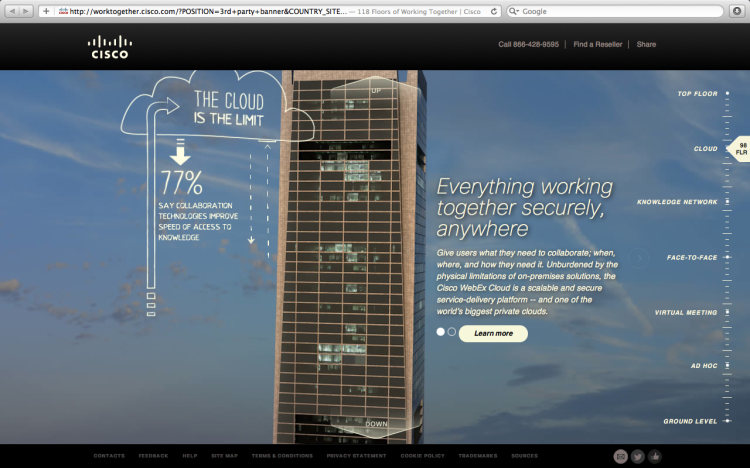 http://worktogether.cisco.com/?POSITION=3rd+party+banner&COUNTRY_SITE... — 118 Floors of Working Together | Cisco
Google
CISCO
Call 866-428-9595
Find a Reseller
Share
THE CLOUD
IS THE LIMIT
77%
SAY COLLABORATION
TECHNOLOGIES IMPROVE
SPEED OF ACCESS TO
KNOWLEDGE
UP
DOWN
Everything working
together securely,
anywhere
Give users what they need to collaborate; when,
where, and how they need it. Unburdened by the
physical limitations of on-premises solutions, the
Cisco WebEx Cloud is a scalable and secure
service-delivery platform — and one of the
world's biggest private clouds.
Learn more
TOP FLOOR
CLOUD
98
FLR
KNOWLEDGE NETWORK
FACE-TO-FACE
VIRTUAL MEETING
AD HOC
GROUND LEVEL
CONTACTS
FEEDBACK
HELP
SITE MAP
TERMS & CONDITIONS
PRIVACY STATEMENT
COOKIE POLICY
TRADEMARKS
SOURCES